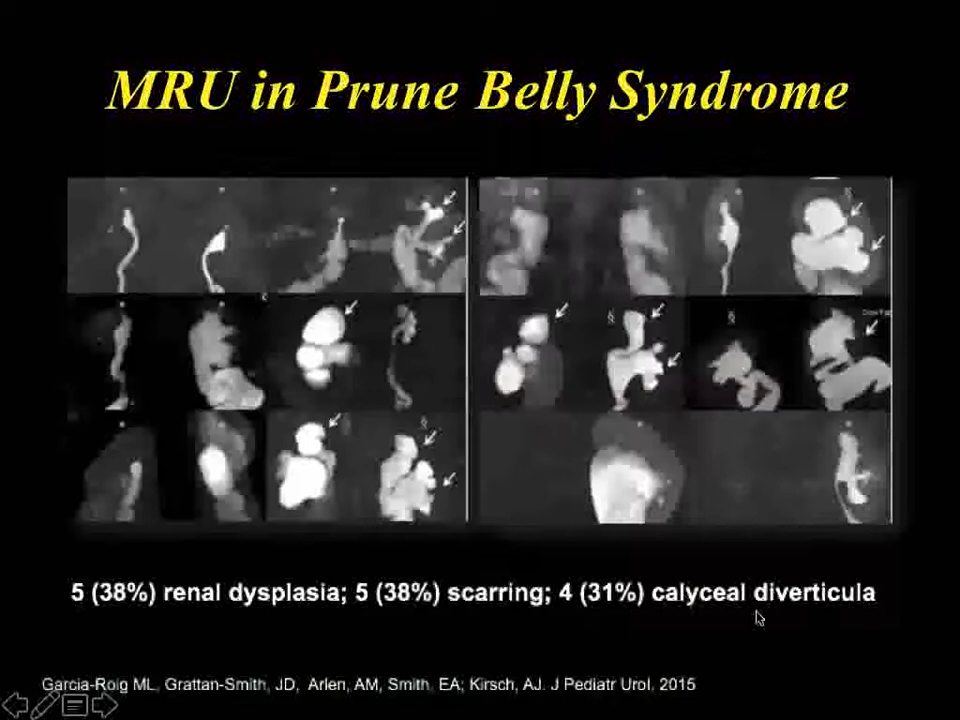 MRU in Prune Belly Syndrome
5 (38%) renal dysplasia; 5 (38%) scarring; 4 (31%) calyceal diverticula
Garcia-Roig ML, Grattan-Smith, JD, Arlen, AM, Smith, EA; Kirsch, AJ. J Pediatr Urol. 2015